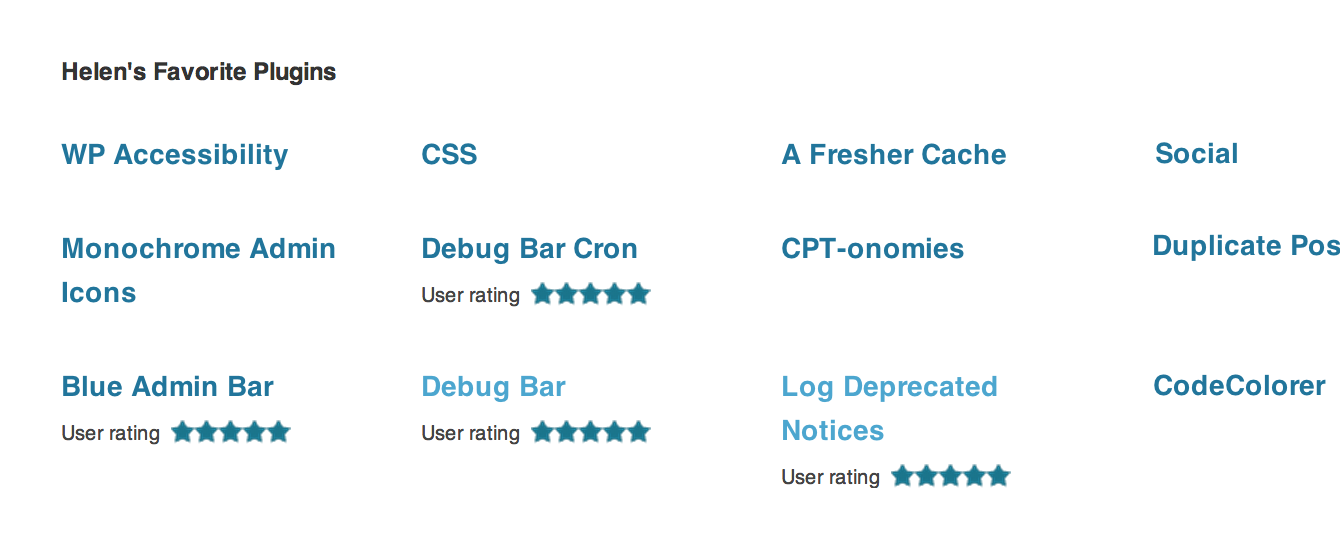 Helen's Favorite Plugins
WP Accessibility
CSS
A Fresher Cache
Social
Monochrome Admin
Icons
Debug Bar Cron
User rating
CPT-onomies
Duplicate Pos
Blue Admin Bar
User rating
Debug Bar
User rating
Log Deprecated
Notices
User rating
CodeColorer